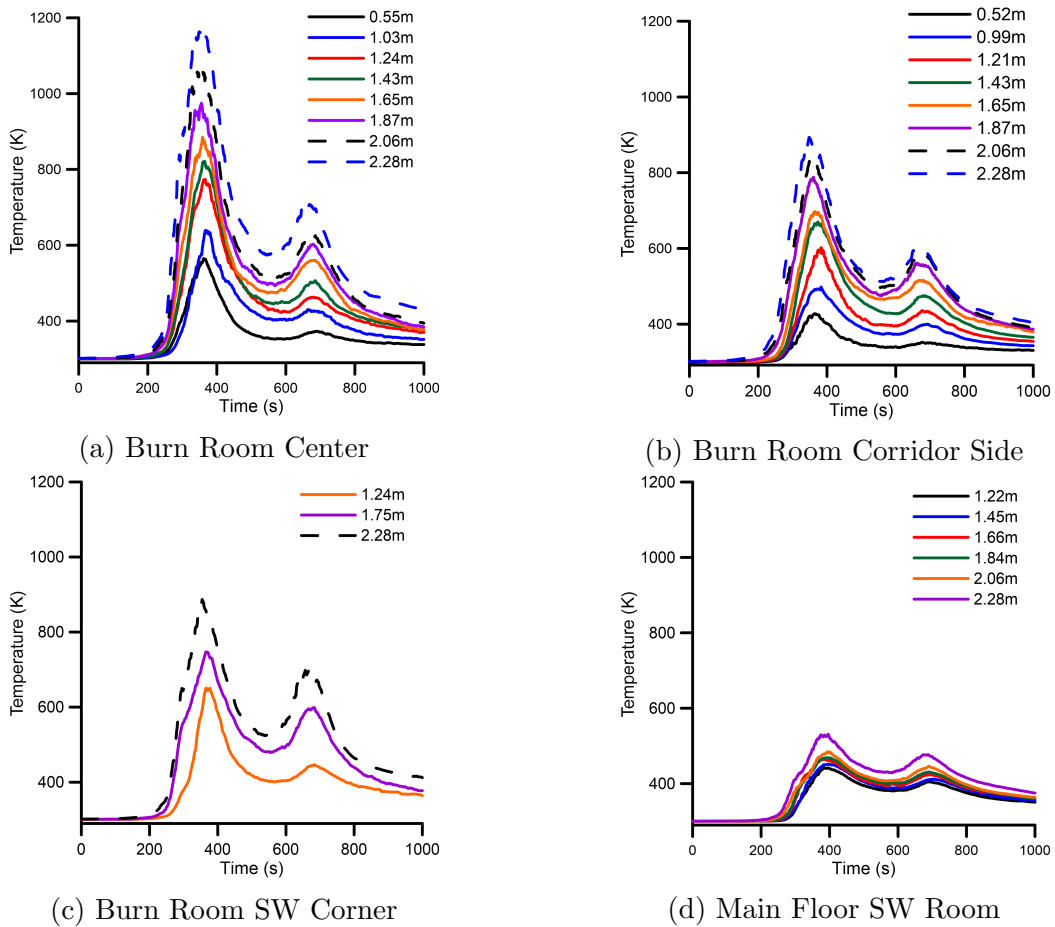 1200
1000
800
600
400
Temperature (K)
0 200 400 600 800 1000
Time (s)
0.55m
1.03m
1.24m
1.43m
1.65m
1.87m
2.06m
2.28m
(a) Burn Room Center
1200
1000
800
600
400
Temperature (K)
0 200 400 600 800 1000
Time (s)
0.52m
0.99m
1.21m
1.43m
1.65m
1.87m
2.06m
2.28m
(b) Burn Room Corridor Side
1200
1000
800
600
400
Temperature (K)
0 200 400 600 800 1000
Time (s)
1.24m
1.75m
2.28m
(c) Burn Room SW Corner
1200
1000
800
600
400
Temperature (K)
0 200 400 600 800 1000
Time (s)
1.22m
1.45m
1.66m
1.84m
2.06m
2.28m
(d) Main Floor SW Room